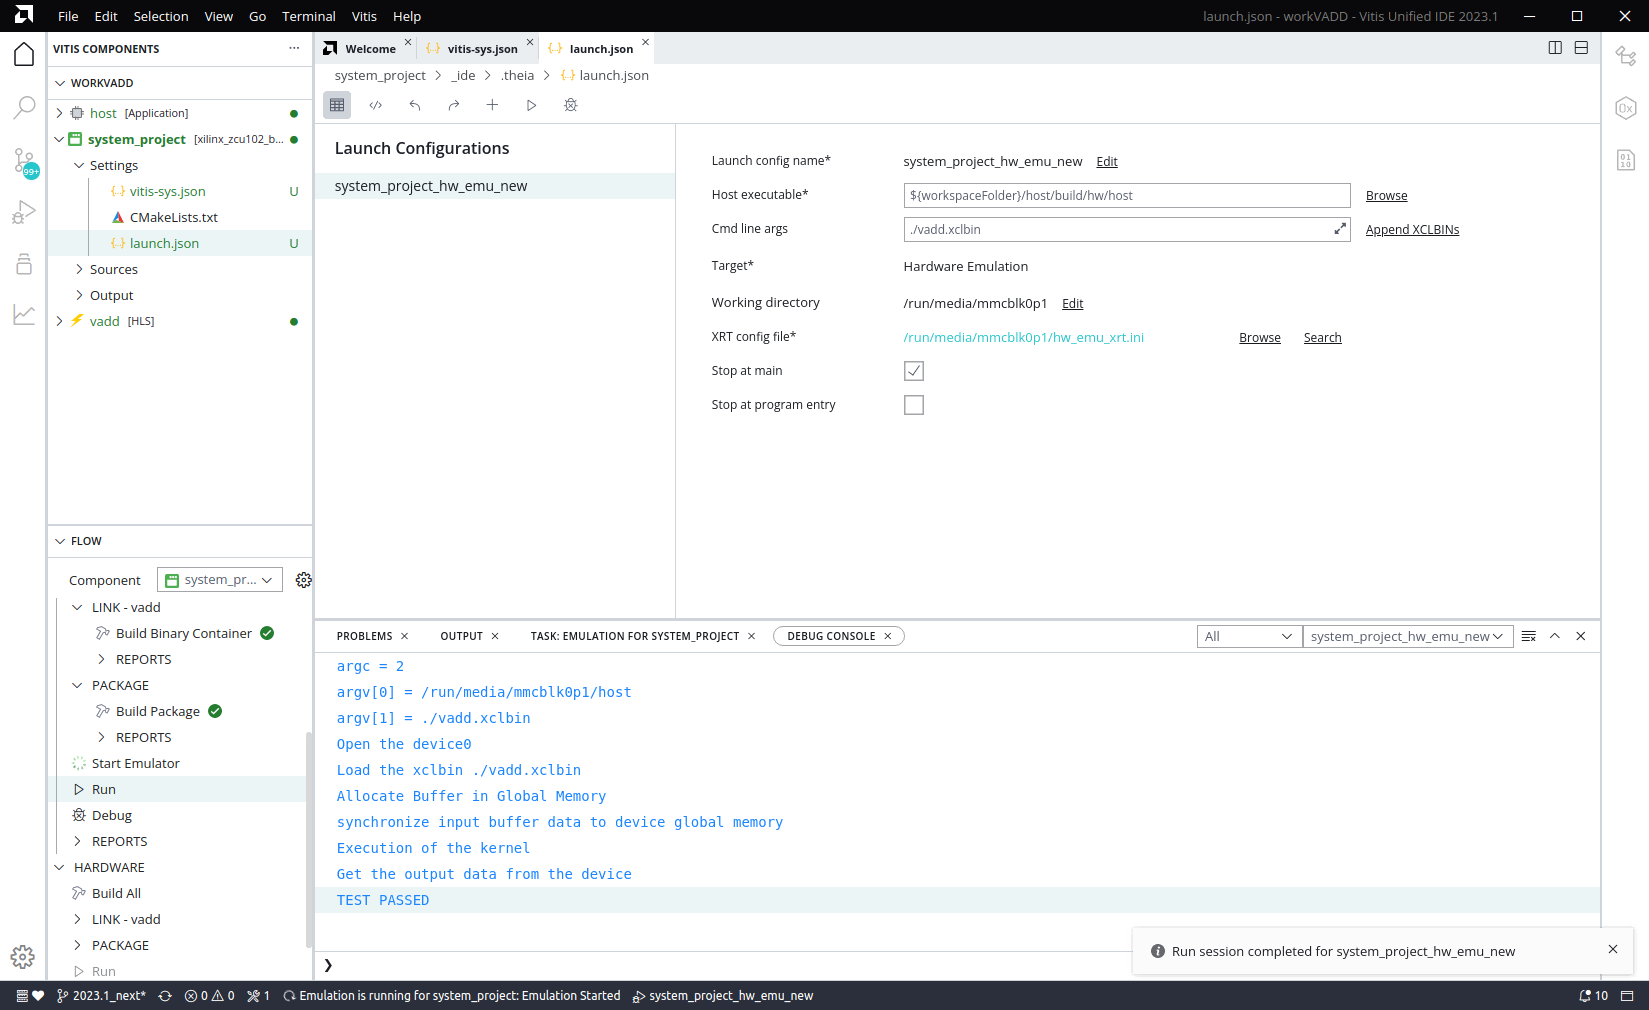 File Edit Selection View Go Terminal Vitis Help
launch.json - workVADD - Vitis Unified IDE 2023.1
VITIS COMPONENTS
WORKVADD
host [Application]
system_project [xilinx_zcu102_b...
Settings
vitis-sys.json U
CMakeLists.txt
launch.json U
Sources
Output
vadd [HLS]
99+
FLOW
Component system_pr...
LINK - vadd
Build Binary Container
REPORTS
PACKAGE
Build Package
REPORTS
Start Emulator
Run
Debug
REPORTS
HARDWARE
Build All
LINK - vadd
PACKAGE
Run
Welcome vitis-sys.json launch.json
system_project > _ide > .theia > launch.json
Launch Configurations
system_project_hw_emu_new
Launch config name* system_project_hw_emu_new Edit
Host executable* ${workspaceFolder}/host/build/hw/host Browse
Cmd line args ./vadd.xclbin Append XCLBINs
Target* Hardware Emulation
Working directory /run/media/mmcblk0p1 Edit
XRT config file* /run/media/mmcblk0p1/hw_emu_xrt.ini Browse Search
Stop at main
Stop at program entry
PROBLEMS OUTPUT TASK: EMULATION FOR SYSTEM_PROJECT DEBUG CONSOLE All system_project_hw_emu_new
argc = 2
argv[0] = /run/media/mmcblk0p1/host
argv[1] = ./vadd.xclbin
Open the device0
Load the xclbin ./vadd.xclbin
Allocate Buffer in Global Memory
synchronize input buffer data to device global memory
Execution of the kernel
Get the output data from the device
TEST PASSED
Run session completed for system_project_hw_emu_new
0x
01
10
2023.1_next* 0 0 1 Emulation is running for system_project: Emulation Started system_project_hw_emu_new 10